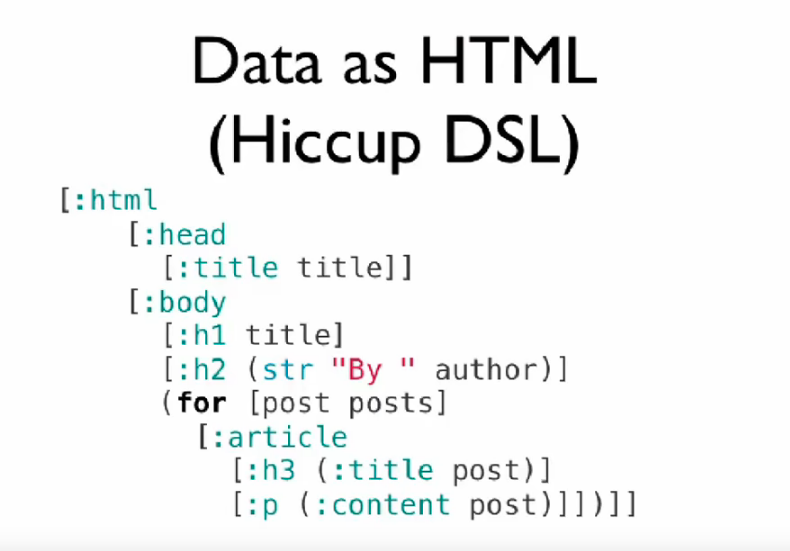 Data as HTML
(Hiccup DSL)
[:html
    [:head
      [:title title]]
    [:body
      [:h1 title]
      [:h2 (str "By " author)]
      (for [post posts]
        [:article
          [:h3 (:title post)]
          [:p (:content post)]])]]